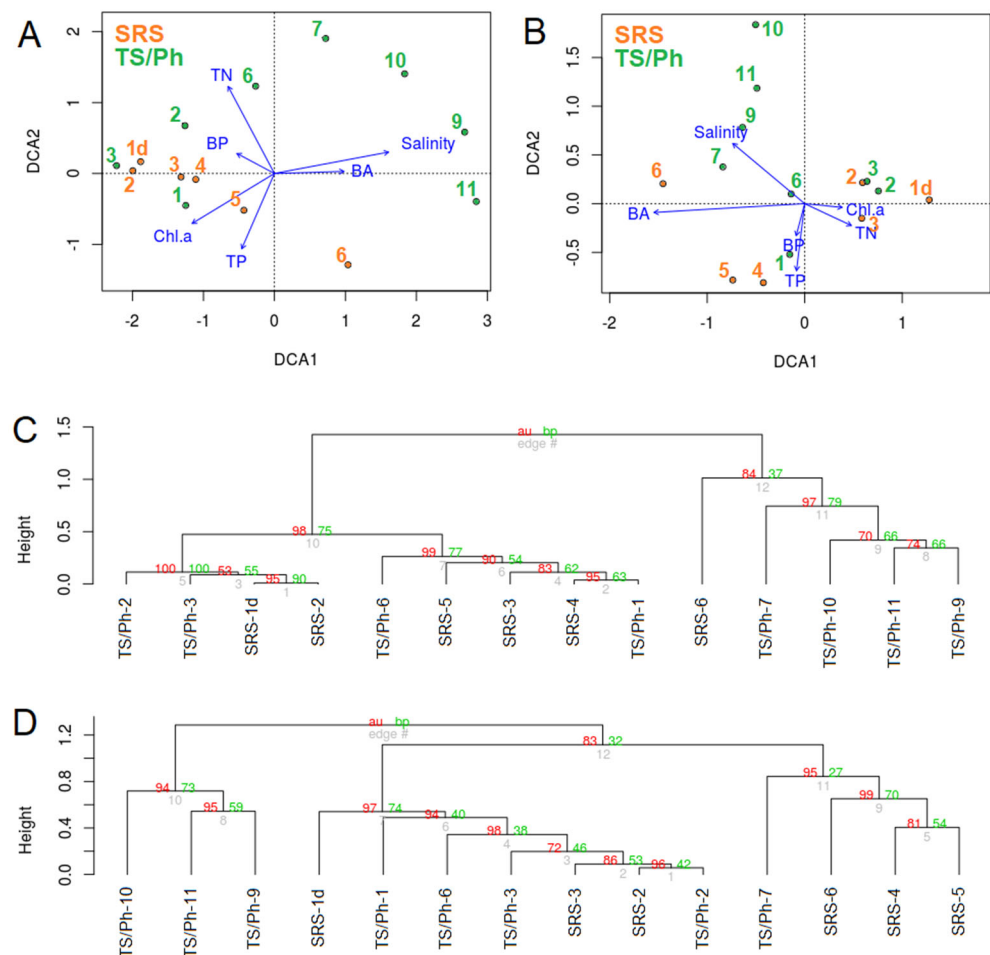 A
SRS
TS/Ph
7
10
TN
6
2
BP
9
Salinity
1d
3
3
4
BA
2
1
5
11
Chl.a
TP
6
2
1
0
-1
-2
-1
0
1
2
3
DCA2
DCA1
B
SRS
TS/Ph
10
11
9
Salinity
7
6
6
2
3
2
1d
BA
Chl.a
3
TN
BP
1
5
4
TP
1.5
1.0
0.5
0.0
-0.5
-2
-1
0
1
DCA2
DCA1
C
1.5
1.0
0.5
0.0
Height
au bp
edge #
84 37
12
97 79
11
98 75
10
70 66
9
74 66
8
99 77
7
90 54
6
100 100
5
53 55
3
83 62
4
95 90
1
95 63
2
TS/Ph-2
TS/Ph-3
SRS-1d
SRS-2
TS/Ph-6
SRS-5
SRS-3
SRS-4
TS/Ph-1
SRS-6
TS/Ph-7
TS/Ph-10
TS/Ph-11
TS/Ph-9
D
1.2
0.8
0.4
0.0
Height
au bp
edge #
83 32
12
94 73
10
95 27
11
95 59
8
99 70
9
97 74
7
94 40
6
98 38
4
81 54
5
72 46
3
86 53
2
96 42
1
TS/Ph-10
TS/Ph-11
TS/Ph-9
SRS-1d
TS/Ph-1
TS/Ph-6
TS/Ph-3
SRS-3
SRS-2
TS/Ph-2
TS/Ph-7
SRS-6
SRS-4
SRS-5